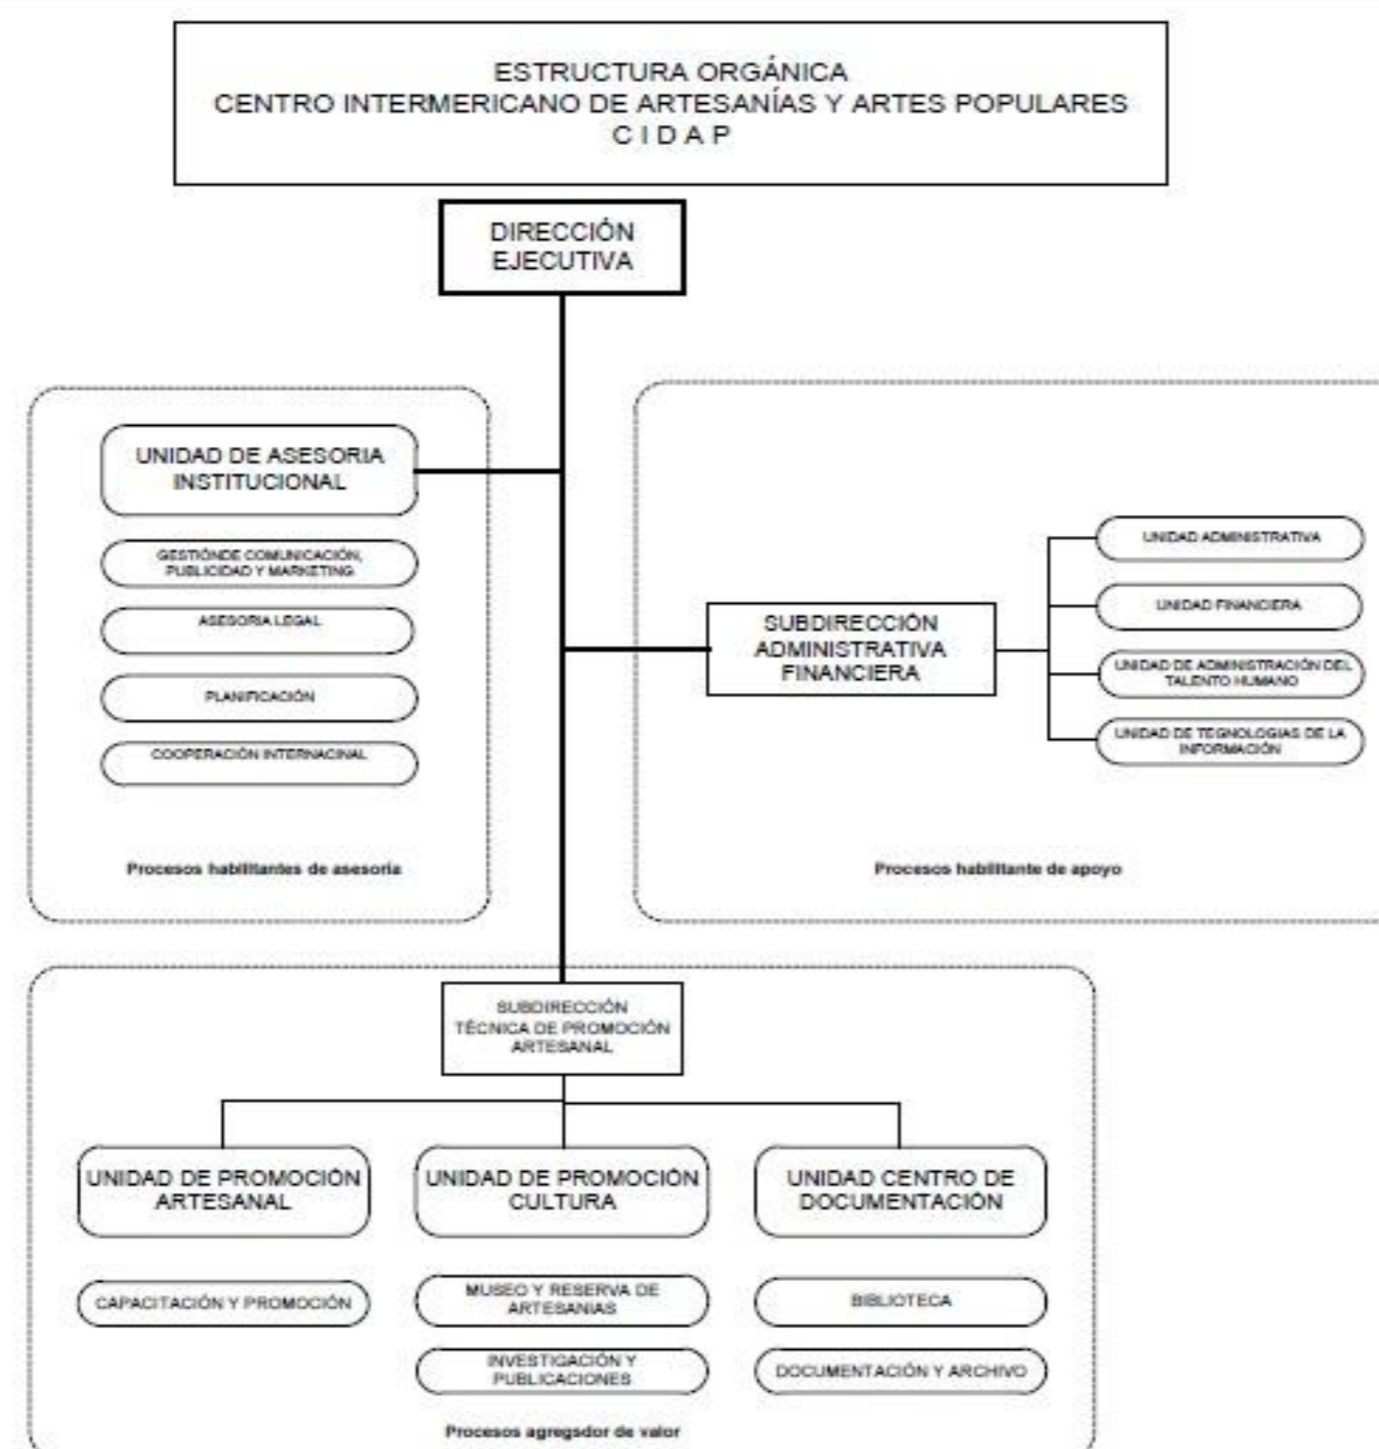 ESTRUCTURA ORGÁNICA
CENTRO INTERMERICANO DE ARTESANÍAS Y ARTES POPULARES
C I D A P
DIRECCIÓN
EJECUTIVA
UNIDAD DE ASESORIA
INSTITUCIONAL
GESTIÓNDE COMUNICACIÓN,
PUBLICIDAD Y MARKETING
ASESORIA LEGAL
PLANIFICACIÓN
COOPERACIÓN INTERNACINAL
Procesos habilitantes de asesoría
SUBDIRECCIÓN
ADMINISTRATIVA
FINANCIERA
UNIDAD ADMINISTRATIVA
UNIDAD FINANCIERA
UNIDAD DE ADMINISTRACIÓN DEL
TALENTO HUMANO
UNIDAD DE TEGNOLOGIAS DE LA
INFORMACIÓN
Procesos habilitante de apoyo
SUBDIRECCIÓN
TÉCNICA DE PROMOCIÓN
ARTESANAL
UNIDAD DE PROMOCIÓN
ARTESANAL
CAPACITACIÓN Y PROMOCIÓN
UNIDAD DE PROMOCIÓN
CULTURA
MUSEO Y RESERVA DE
ARTESANIAS
INVESTIGACIÓN Y
PUBLICACIONES
UNIDAD CENTRO DE
DOCUMENTACIÓN
BIBLIOTECA
DOCUMENTACIÓN Y ARCHIVO
Procesos agregsdor de valor